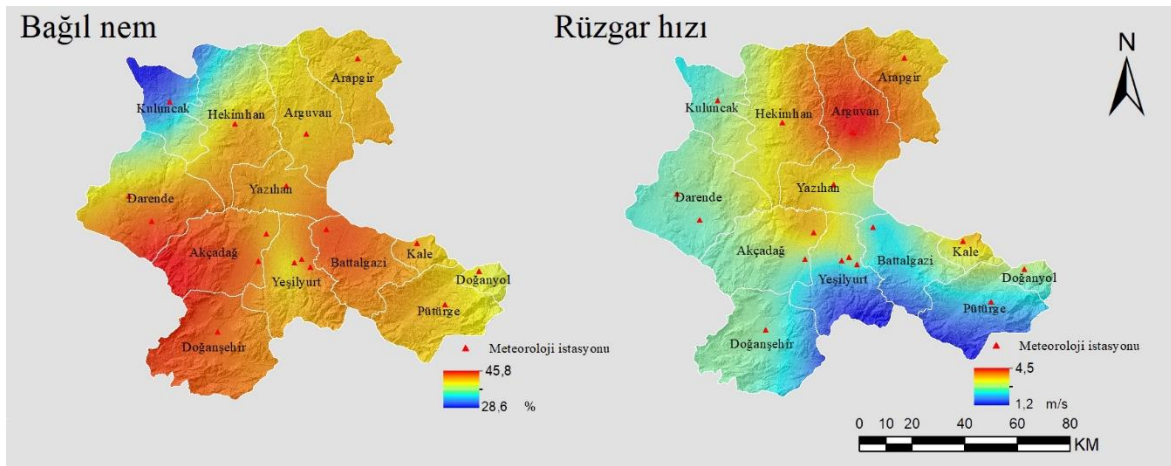 Bağıl nem
Arapgir
Kuluncak
Hekimhan
Arguvan
Darende
Yazıhan
Akçadağ
Battalgazi
Kale
Yeşilyurt
Doğanyol
Pütürge
Doğanşehir
Meteoroloji istasyonu
45,8
28,6 %
Rüzgar hızı
N
Arapgir
Kuluncak
Hekimhan
Arguvan
Darende
Yazıhan
Akçadağ
Battalgazi
Kale
Yeşilyurt
Doğanyol
Pütürge
Doğanşehir
Meteoroloji istasyonu
4,5
1,2 m/s
0 10 20 40 60 80
KM